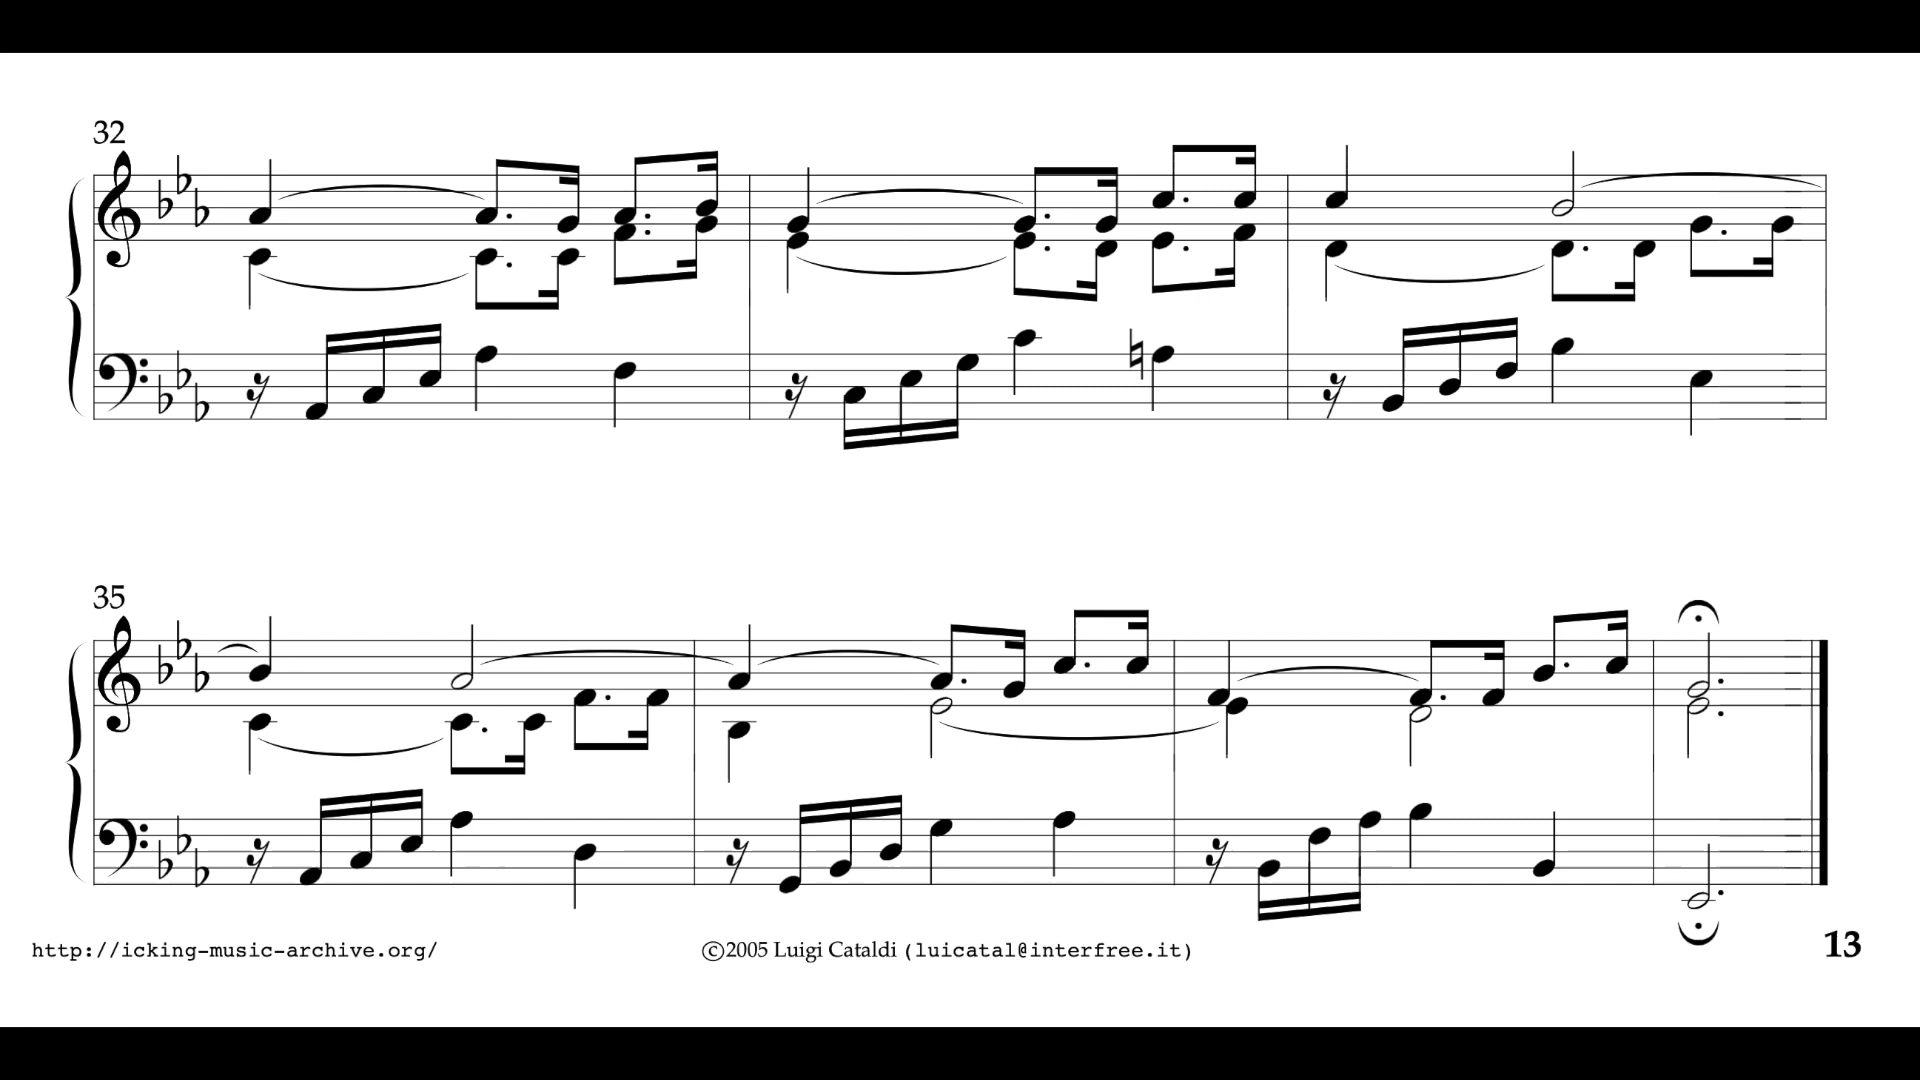 32
35
http://icking-music-archive.org/
©2005 Luigi Cataldi (luicatal@interfree.it)
13